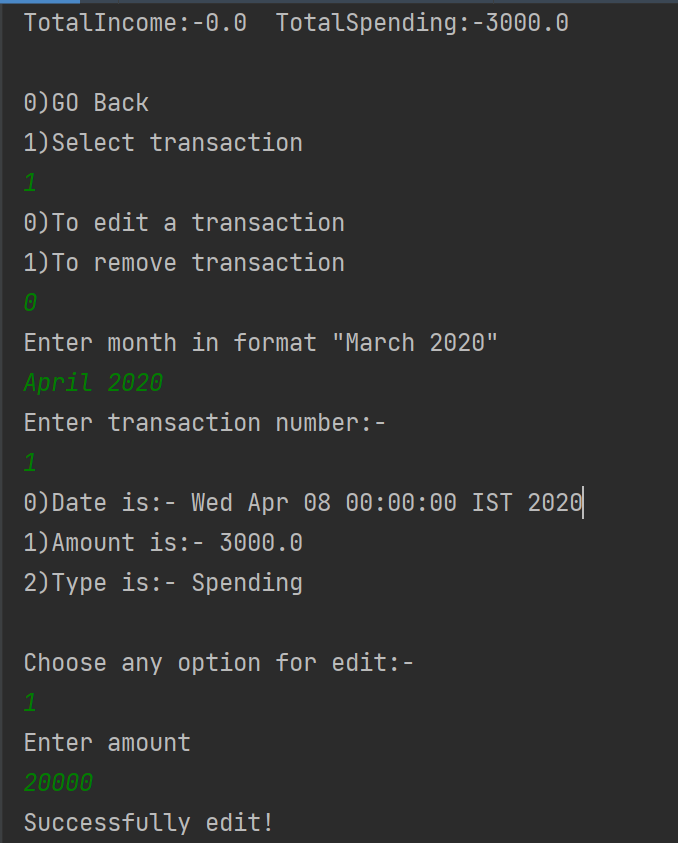 TotalIncome:-0.0  TotalSpending:-3000.0
0)GO Back
1)Select transaction
1
0)To edit a transaction
1)To remove transaction
0
Enter month in format "March 2020"
April 2020
Enter transaction number:-
1
0)Date is:- Wed Apr 08 00:00:00 IST 2020
1)Amount is:- 3000.0
2)Type is:- Spending
Choose any option for edit:-
1
Enter amount
20000
Successfully edit!